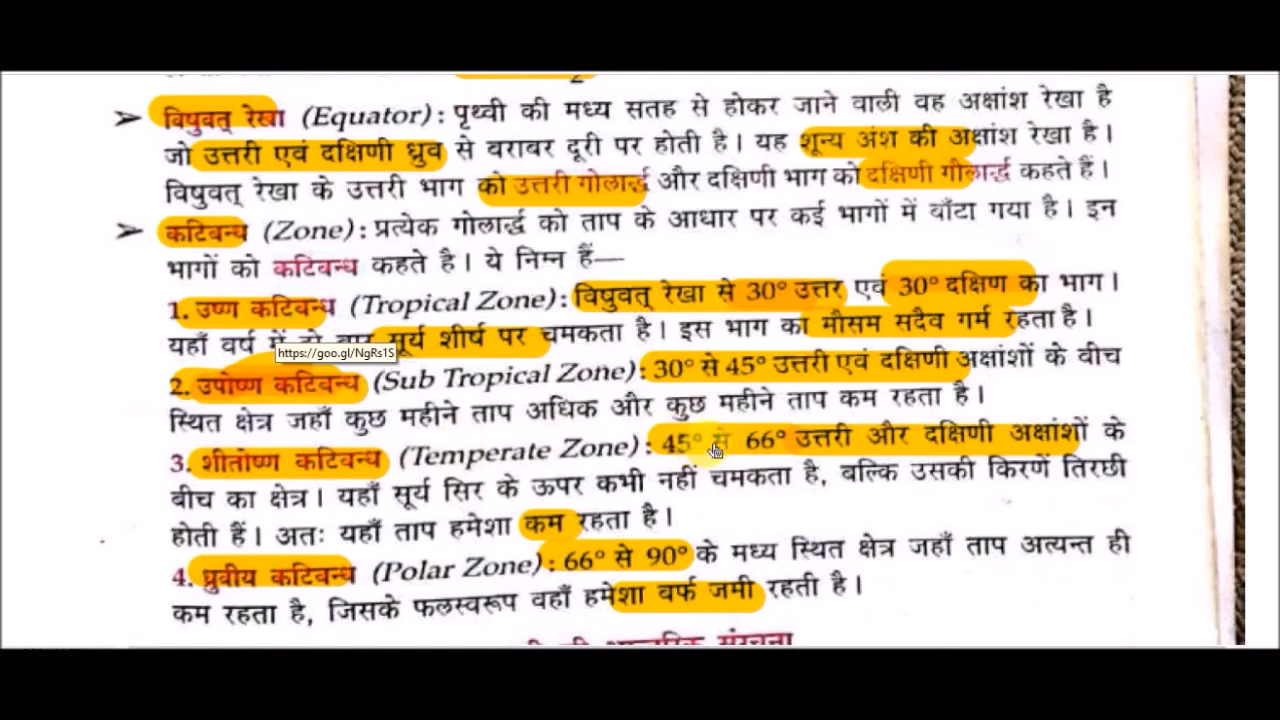 ➢ विषुवत् रेखा (Equator) : पृथ्वी की मध्य सतह से होकर जाने वाली वह अक्षांश रेखा है
जो उत्तरी एवं दक्षिणी ध्रुव से बराबर दूरी पर होती है। यह शून्य अंश की अक्षांश रेखा है।
विषुवत् रेखा के उत्तरी भाग को उत्तरी गोलार्द्ध और दक्षिणी भाग को दक्षिणी गोलार्द्ध कहते हैं।
➢ कटिबन्ध (Zone) : प्रत्येक गोलार्द्ध को ताप के आधार पर कई भागों में बाँटा गया है। इन
भागों को कटिबन्ध कहते है। ये निम्न हैं—
1. उष्ण कटिबन्ध (Tropical Zone) : विषुवत् रेखा से 30° उत्तर एवं 30° दक्षिण का भाग।
यहाँ वर्ष में सूर्य शीर्ष पर चमकता है। इस भाग का मौसम सदैव गर्म रहता है।
https://goo.gl/NgRs1S
2. उपोष्ण कटिबन्ध (Sub Tropical Zone) : 30° से 45° उत्तरी एवं दक्षिणी अक्षांशों के बीच
स्थित क्षेत्र जहाँ कुछ महीने ताप अधिक और कुछ महीने ताप कम रहता है।
3. शीतोष्ण कटिबन्ध (Temperate Zone) : 45° से 66° उत्तरी और दक्षिणी अक्षांशों के
बीच का क्षेत्र। यहाँ सूर्य सिर के ऊपर कभी नहीं चमकता है, बल्कि उसकी किरणें तिरछी
होती हैं। अतः यहाँ ताप हमेशा कम रहता है।
4. ध्रुवीय कटिबन्ध (Polar Zone) : 66° से 90° के मध्य स्थित क्षेत्र जहाँ ताप अत्यन्त ही
कम रहता है, जिसके फलस्वरूप वहाँ हमेशा बर्फ जमी रहती है।